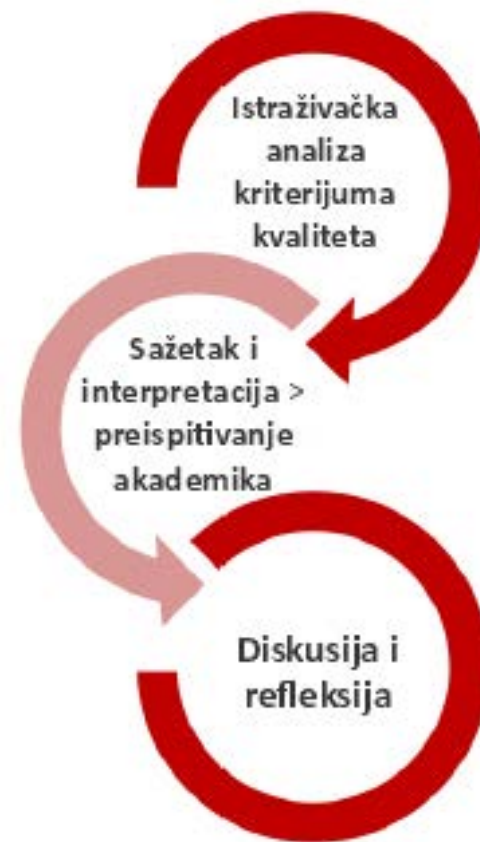 Istraživačka
analiza
kriterijuma
kvaliteta
Sažetak i
interpretacija >
preispitivanje
akademika
Diskusija i
refleksija